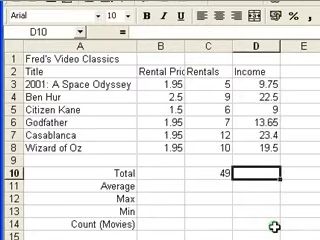 Arial 10 B I U %
D10 =
A B C D E
1 Fred's Video Classics
2 Title Rental Pric Rentals Income
3 2001: A Space Odyssey 1.95 5 9.75
4 Ben Hur 2.5 9 22.5
5 Citizen Kane 1.5 6 9
6 Godfather 1.95 7 13.65
7 Casablanca 1.95 12 23.4
8 Wizard of Oz 1.95 10 19.5
9
10 Total 49
11 Average
12 Max
13 Min
14 Count (Movies)
15